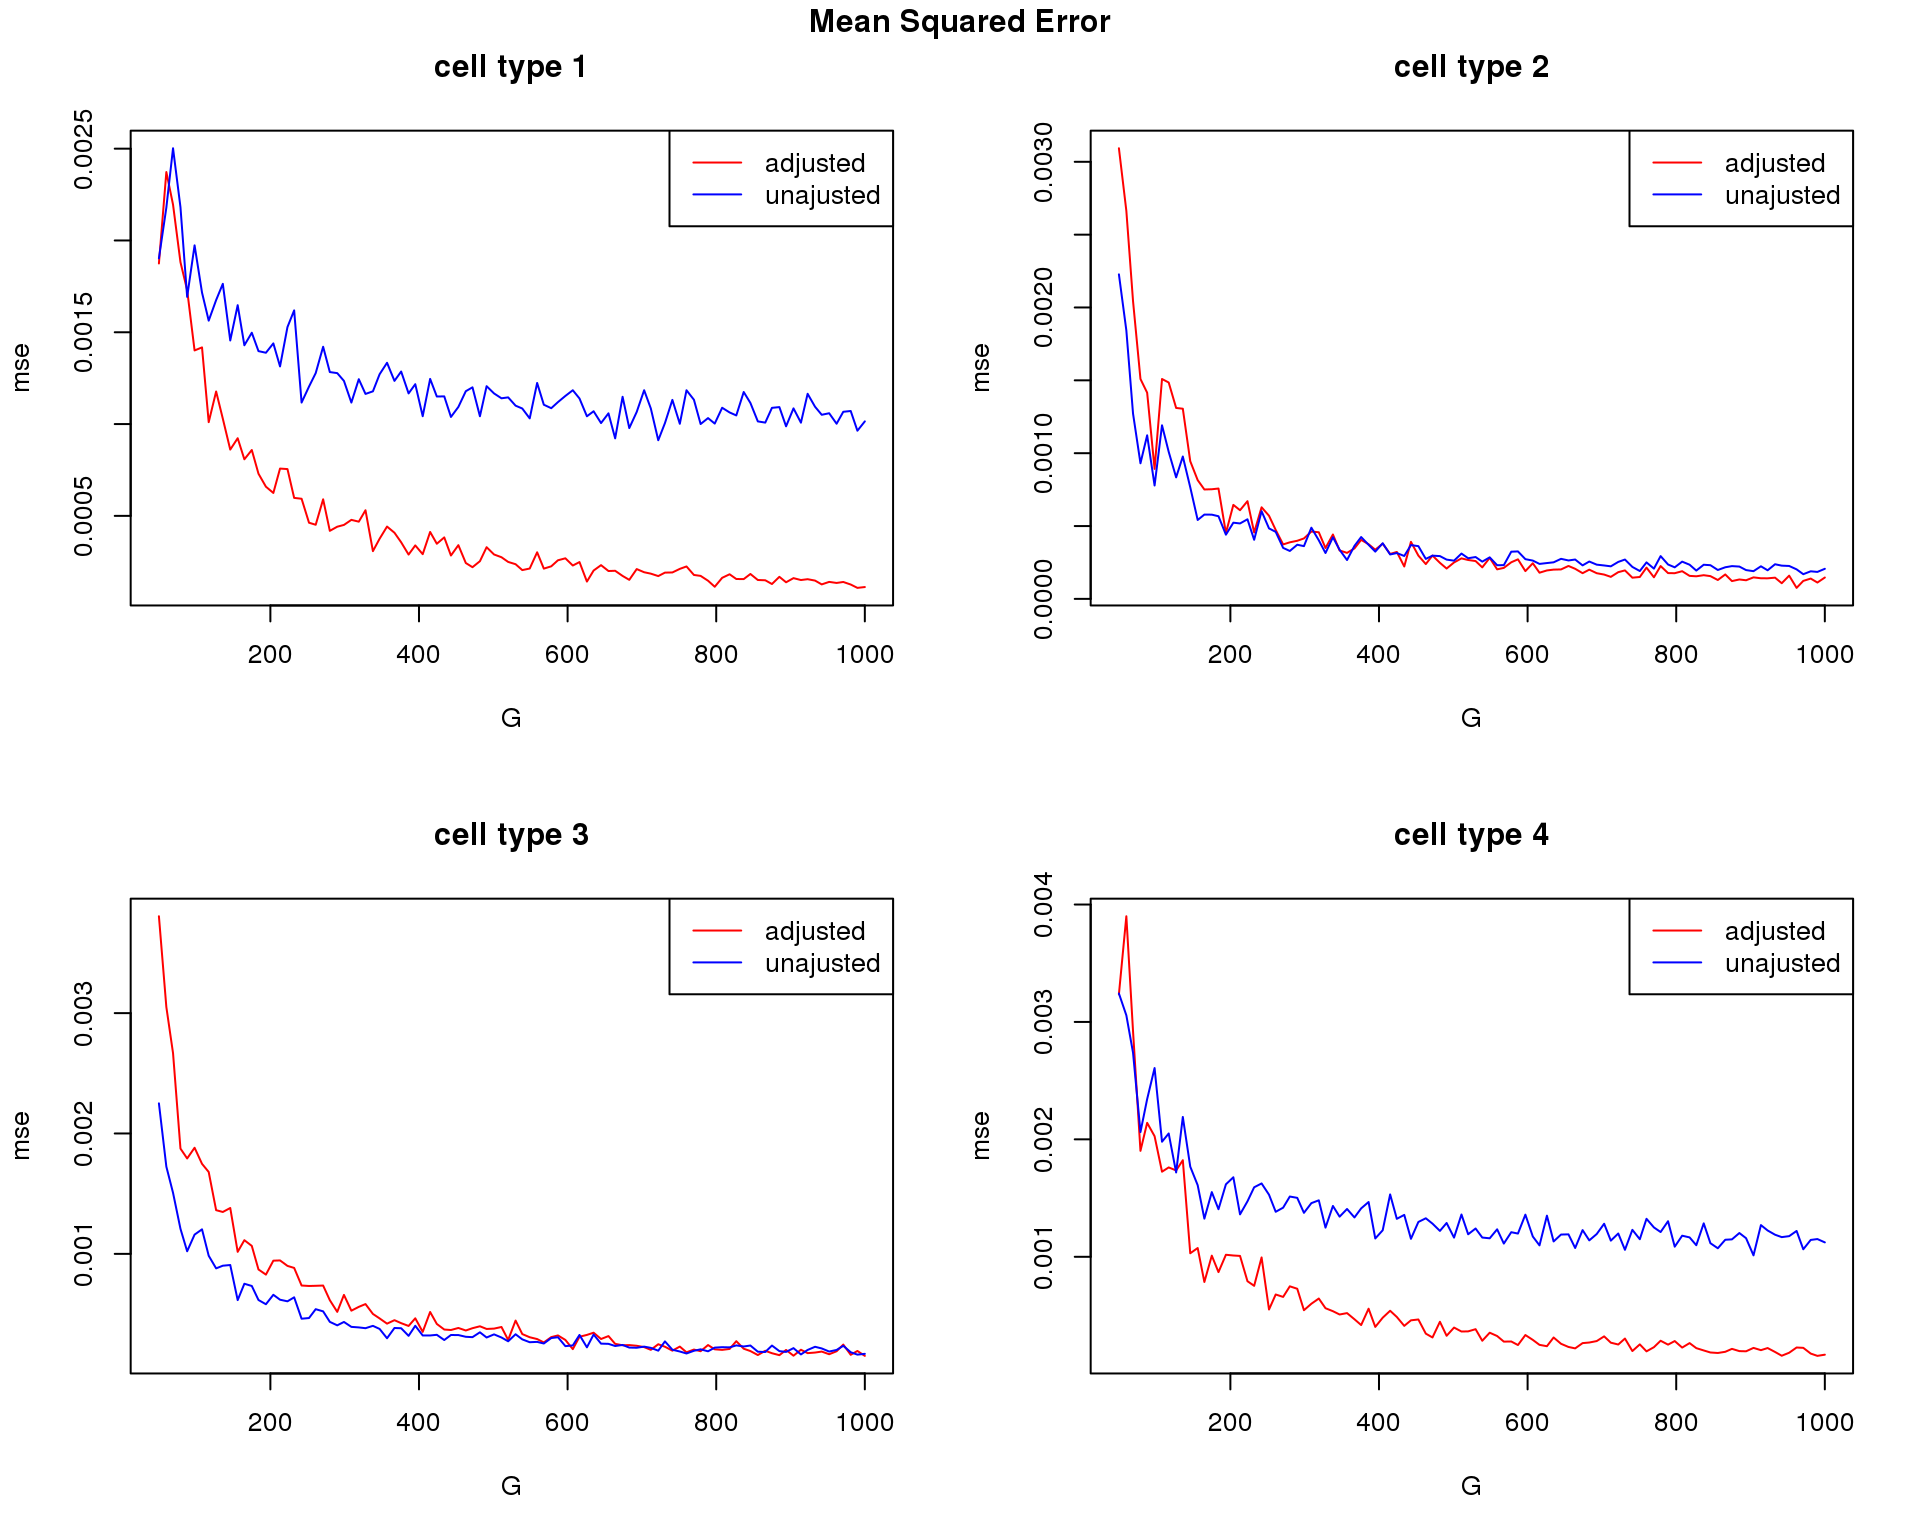 Mean Squared Error
cell type 1
mse
0.0005
0.0015
0.0025
adjusted
unajusted
200 400 600 800 1000
G
cell type 2
mse
0.0000
0.0010
0.0020
0.0030
adjusted
unajusted
200 400 600 800 1000
G
cell type 3
mse
0.001
0.002
0.003
adjusted
unajusted
200 400 600 800 1000
G
cell type 4
mse
0.001
0.002
0.003
0.004
adjusted
unajusted
200 400 600 800 1000
G